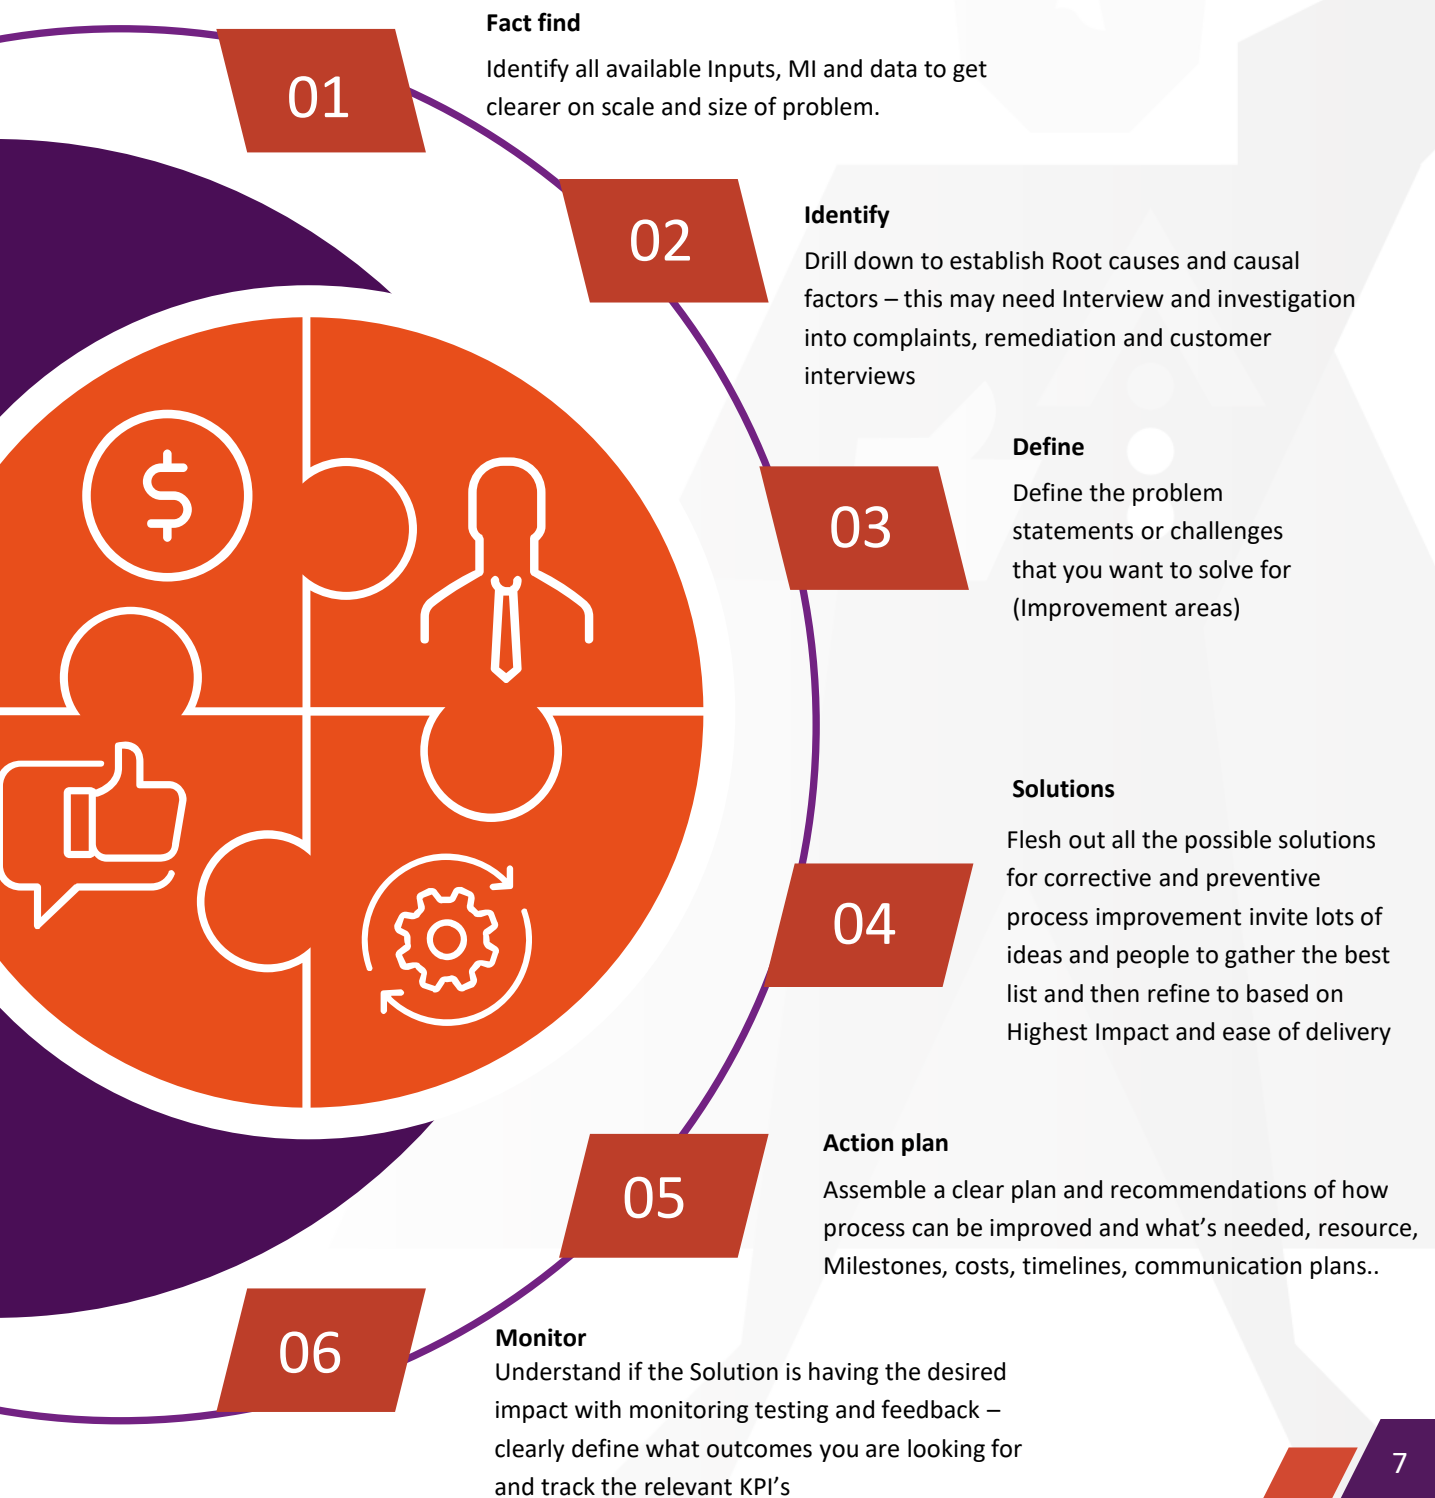 01
Fact find
Identify all available Inputs, MI and data to get
clearer on scale and size of problem.
02
Identify
Drill down to establish Root causes and causal
factors – this may need Interview and investigation
into complaints, remediation and customer
interviews
03
Define
Define the problem
statements or challenges
that you want to solve for
(Improvement areas)
$
04
Solutions
Flesh out all the possible solutions
for corrective and preventive
process improvement invite lots of
ideas and people to gather the best
list and then refine to based on
Highest Impact and ease of delivery
05
Action plan
Assemble a clear plan and recommendations of how
process can be improved and what's needed, resource,
Milestones, costs, timelines, communication plans..
06
Monitor
Understand if the Solution is having the desired
impact with monitoring testing and feedback –
clearly define what outcomes you are looking for
and track the relevant KPI's
7